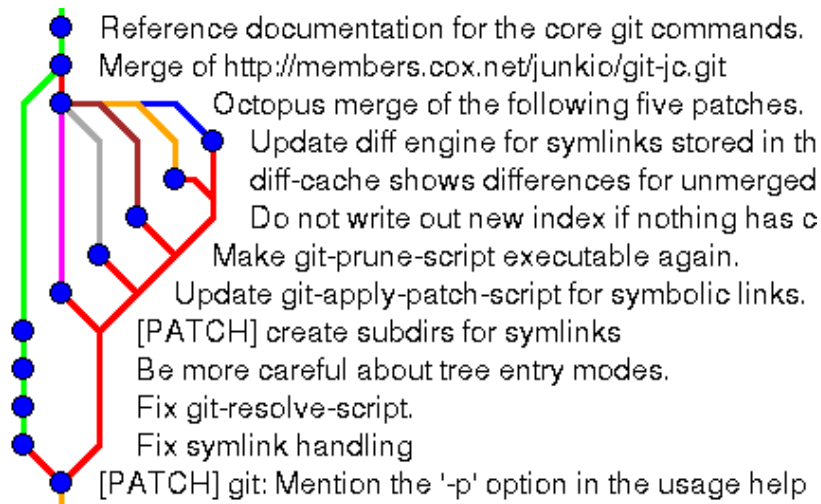 Reference documentation for the core git commands.
Merge of http://members.cox.net/junkio/git-jc.git
Octopus merge of the following five patches.
Update diff engine for symlinks stored in th
diff-cache shows differences for unmerged
Do not write out new index if nothing has c
Make git-prune-script executable again.
Update git-apply-patch-script for symbolic links.
[PATCH] create subdirs for symlinks
Be more careful about tree entry modes.
Fix git-resolve-script.
Fix symlink handling
[PATCH] git: Mention the '-p' option in the usage help